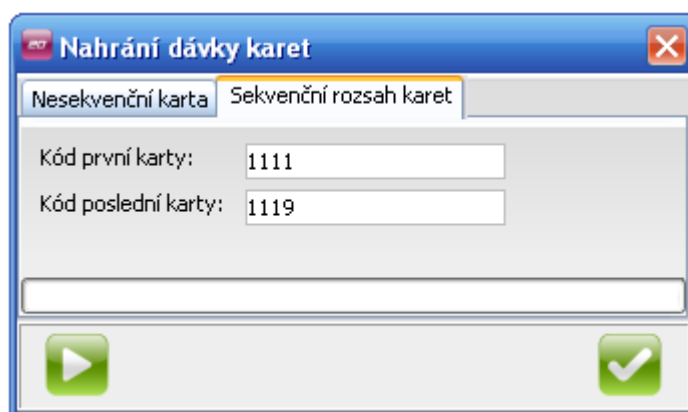 Nahrání dávky karet
Nesekvenční karta Sekvenční rozsah karet
Kód první karty: 1111
Kód poslední karty: 1119